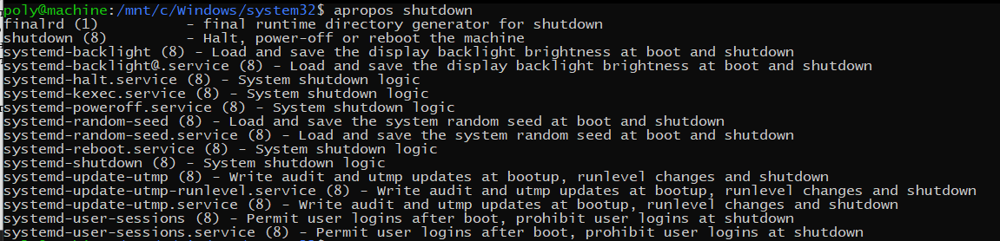 poly@machine:/mnt/c/Windows/system32$ apropos shutdown
finalrd (1)          - final runtime directory generator for shutdown
shutdown (8)         - Halt, power-off or reboot the machine
systemd-backlight (8) - Load and save the display backlight brightness at boot and shutdown
systemd-backlight@.service (8) - Load and save the display backlight brightness at boot and shutdown
systemd-halt.service (8) - System shutdown logic
systemd-kexec.service (8) - System shutdown logic
systemd-poweroff.service (8) - System shutdown logic
systemd-random-seed (8) - Load and save the system random seed at boot and shutdown
systemd-random-seed.service (8) - Load and save the system random seed at boot and shutdown
systemd-reboot.service (8) - System shutdown logic
systemd-shutdown (8) - System shutdown logic
systemd-update-utmp (8) - Write audit and utmp updates at bootup, runlevel changes and shutdown
systemd-update-utmp-runlevel.service (8) - Write audit and utmp updates at bootup, runlevel changes and shutdown
systemd-update-utmp.service (8) - Write audit and utmp updates at bootup, runlevel changes and shutdown
systemd-user-sessions (8) - Permit user logins after boot, prohibit user logins at shutdown
systemd-user-sessions.service (8) - Permit user logins after boot, prohibit user logins at shutdown